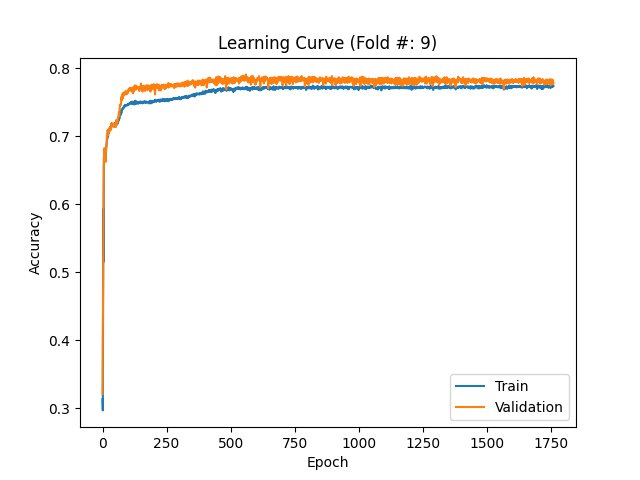 Learning Curve (Fold #: 9)
0.8
0.7
0.6
0.5
0.4
0.3
Accuracy
Train
Validation
0 250 500 750 1000 1250 1500 1750
Epoch